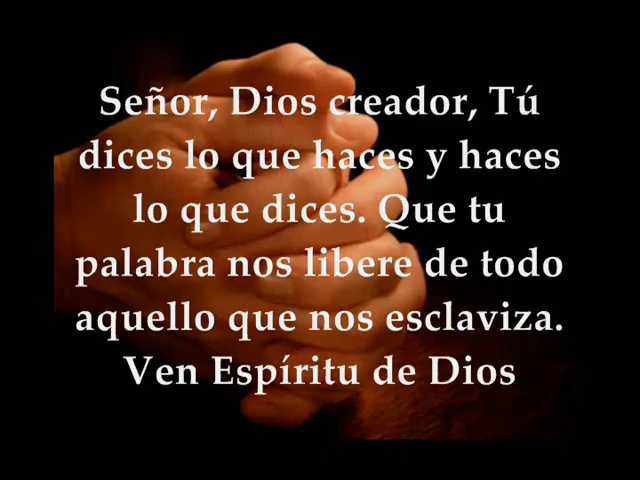 Señor, Dios creador, Tú
dices lo que haces y haces
lo que dices. Que tu
palabra nos libere de todo
aquello que nos esclaviza.
Ven Espíritu de Dios